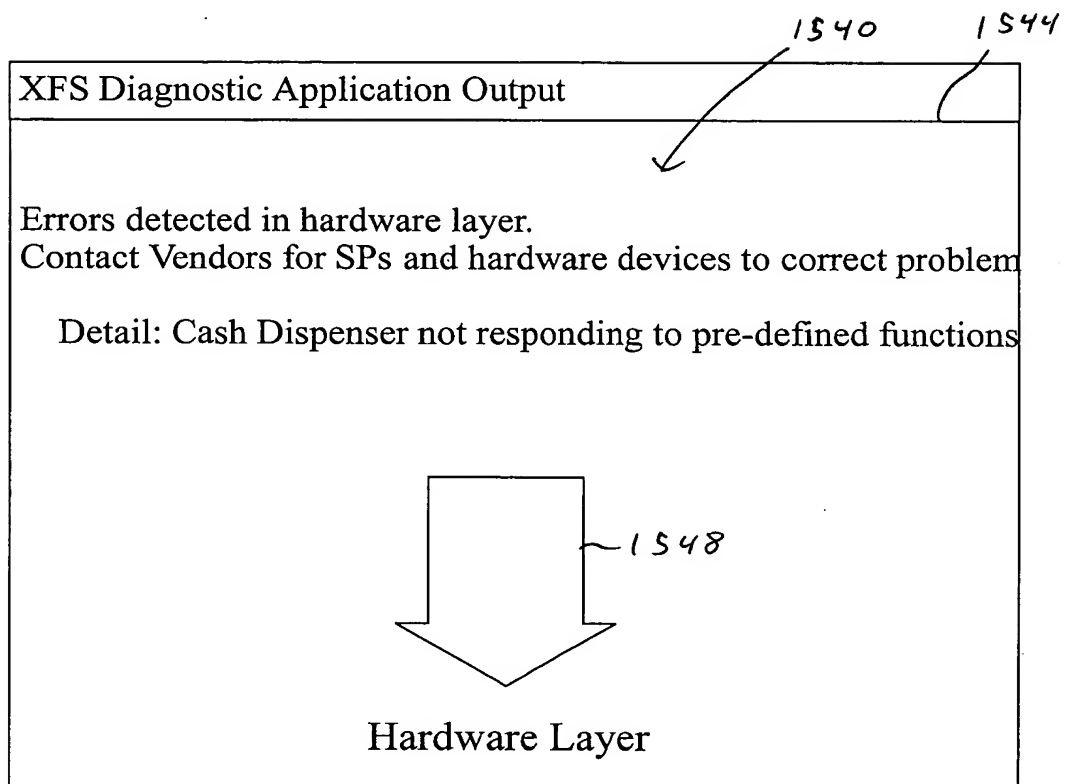 1540
1544
XFS Diagnostic Application Output
Errors detected in hardware layer.
Contact Vendors for SPs and hardware devices to correct problem
Detail: Cash Dispenser not responding to pre-defined functions
1548
Hardware Layer